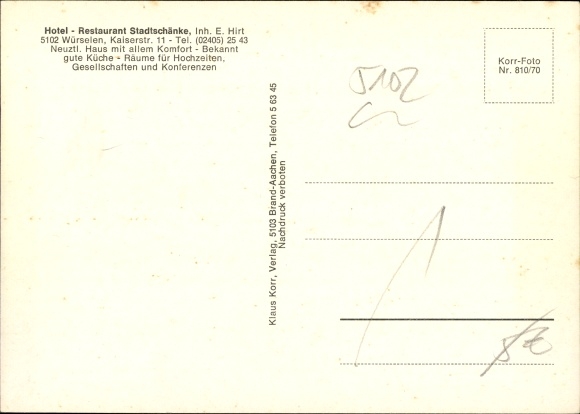 Hotel - Restaurant Stadtschänke, Inh. E. Hirt
5102 Würselen, Kaiserstr. 11 - Tel. (02405) 25 43
Neuztl. Haus mit allem Komfort - Bekannt
gute Küche - Räume für Hochzeiten,
Gesellschaften und Konferenzen
Klaus Korr, Verlag, 5103 Brand-Aachen, Telefon 5 63 45
Nachdruck verboten
Korr-Foto
Nr. 810/70
5102